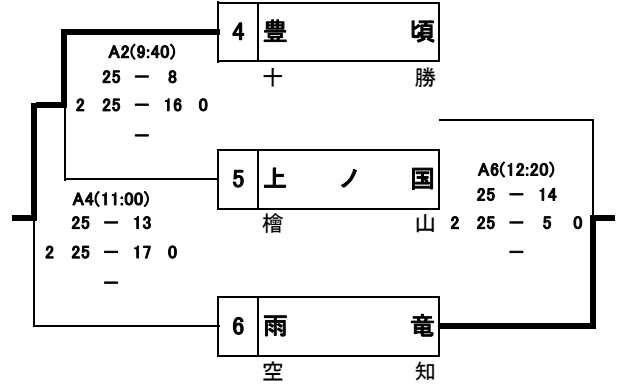 4 豊 頃
十 勝
A2(9:40)
25 － 8
2 25 － 16 0
－
5 上 ノ 国
檜 山
A4(11:00)
25 － 13
2 25 － 17 0
－
A6(12:20)
25 － 14
2 25 － 5 0
－
6 雨 竜
空 知